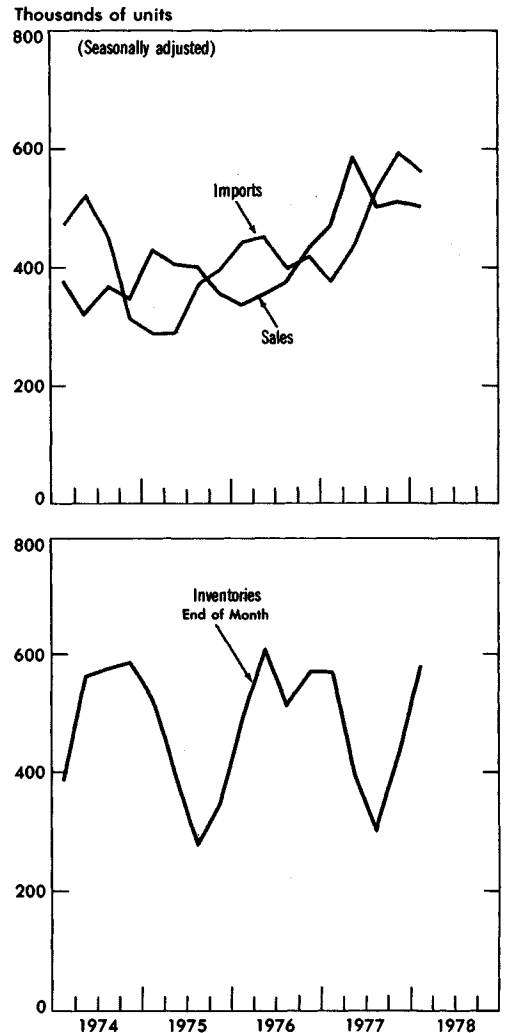 Thousands of units
800
(Seasonally adjusted)
600
Imports
400
Sales
200
0
800
Inventories
End of Month
600
400
200
0
1974 1975 1976 1977 1978